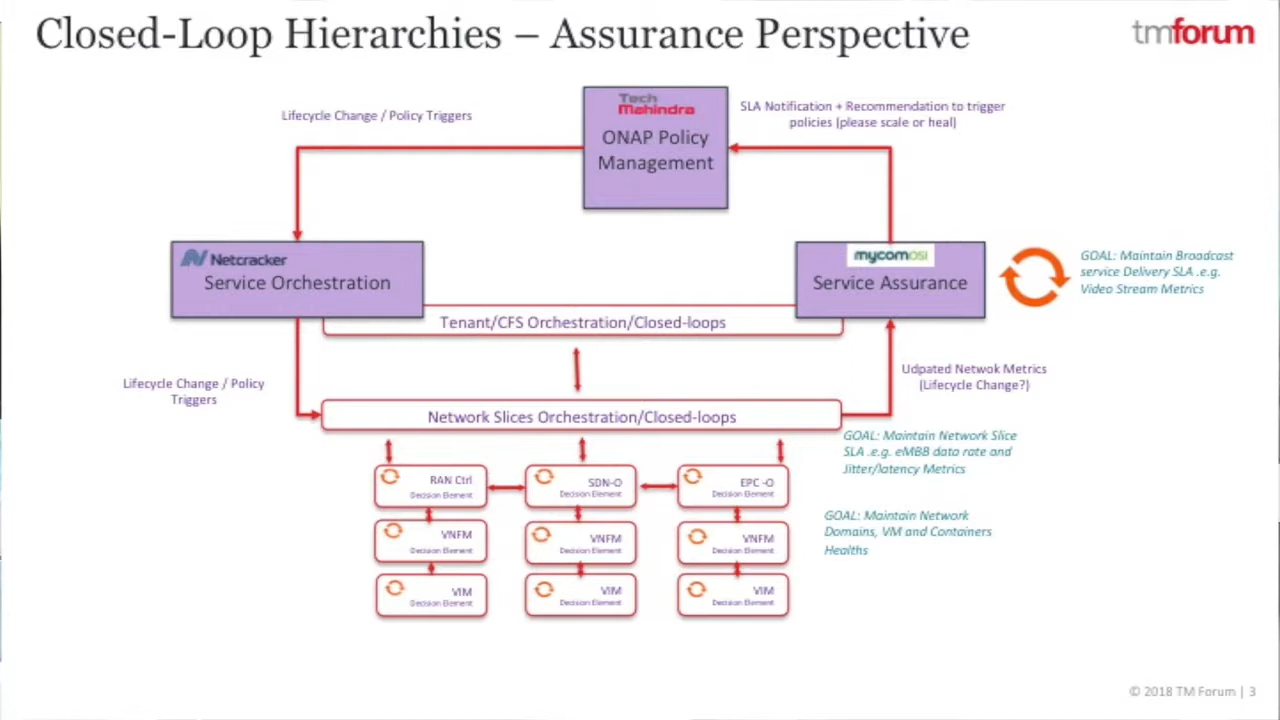 Closed-Loop Hierarchies – Assurance Perspective
tmforum
Lifecycle Change / Policy Triggers
Tech
Mahindra
ONAP Policy
Management
SLA Notification + Recommendation to trigger
policies (please scale or heal)
Netcracker
Service Orchestration
mycomosi
Service Assurance
GOAL: Maintain Broadcast
service Delivery SLA .e.g.
Video Stream Metrics
Tenant/CFS Orchestration/Closed-loops
Lifecycle Change / Policy
Triggers
Udpated Netwok Metrics
(Lifecycle Change?)
Network Slices Orchestration/Closed-loops
GOAL: Maintain Network Slice
SLA .e.g. eMBB data rate and
Jitter/latency Metrics
RAN Ctrl
Decision Element
SDN-O
Decision Element
EPC -O
Decision Element
GOAL: Maintain Network
Domains, VM and Containers
Healths
VNFM
Decision Element
VNFM
Decision Element
VNFM
Decision Element
VIM
Decision Element
VIM
Decision Element
VIM
Decision Element
© 2018 TM Forum | 3